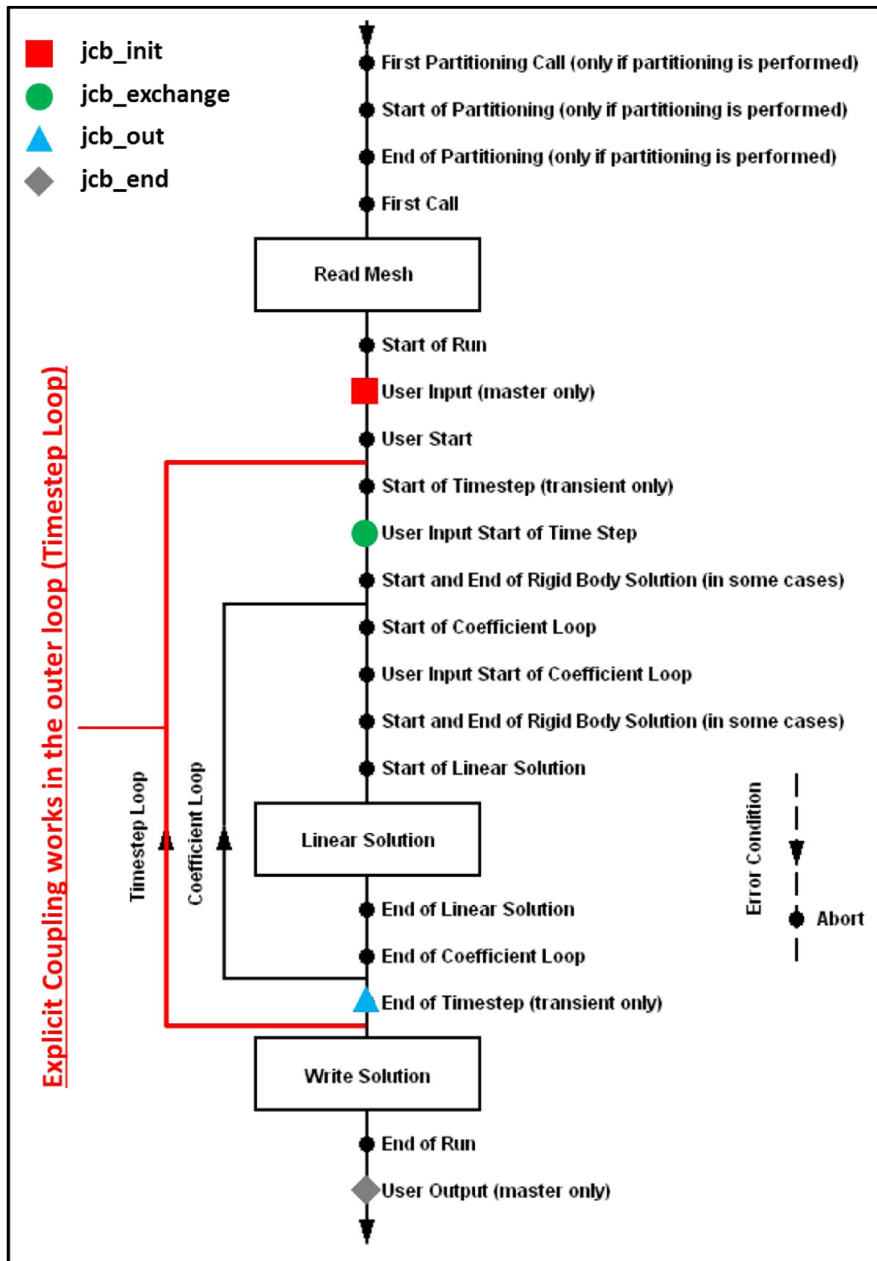 jcb_init
jcb_exchange
jcb_out
jcb_end
First Partitioning Call (only if partitioning is performed)
Start of Partitioning (only if partitioning is performed)
End of Partitioning (only if partitioning is performed)
First Call
Read Mesh
Start of Run
User Input (master only)
User Start
Start of Timestep (transient only)
User Input Start of Time Step
Start and End of Rigid Body Solution (in some cases)
Start of Coefficient Loop
User Input Start of Coefficient Loop
Start and End of Rigid Body Solution (in some cases)
Start of Linear Solution
Linear Solution
End of Linear Solution
End of Coefficient Loop
End of Timestep (transient only)
Write Solution
End of Run
User Output (master only)
Explicit Coupling works in the outer loop (Timestep Loop)
Timestep Loop
Coefficient Loop
Error Condition
Abort